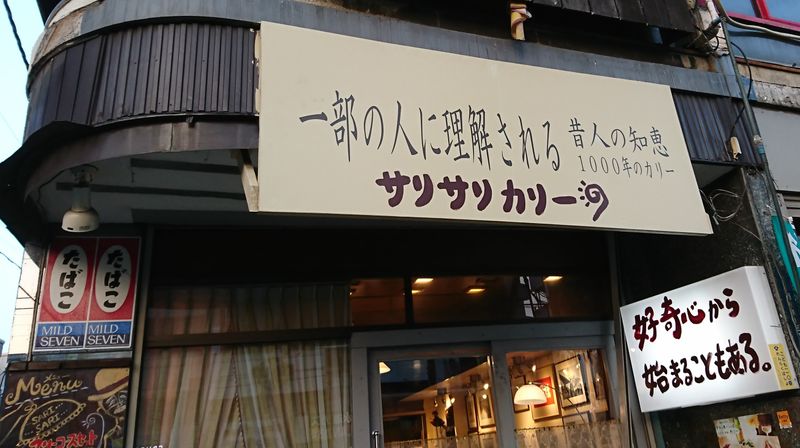 一部の人に理解される
昔人の知恵
1000年のカリー
サリサリカリー
たばこ
たばこ
MILD SEVEN
MILD SEVEN
Menu
SARI
SARI
好奇心から
始まることもある。